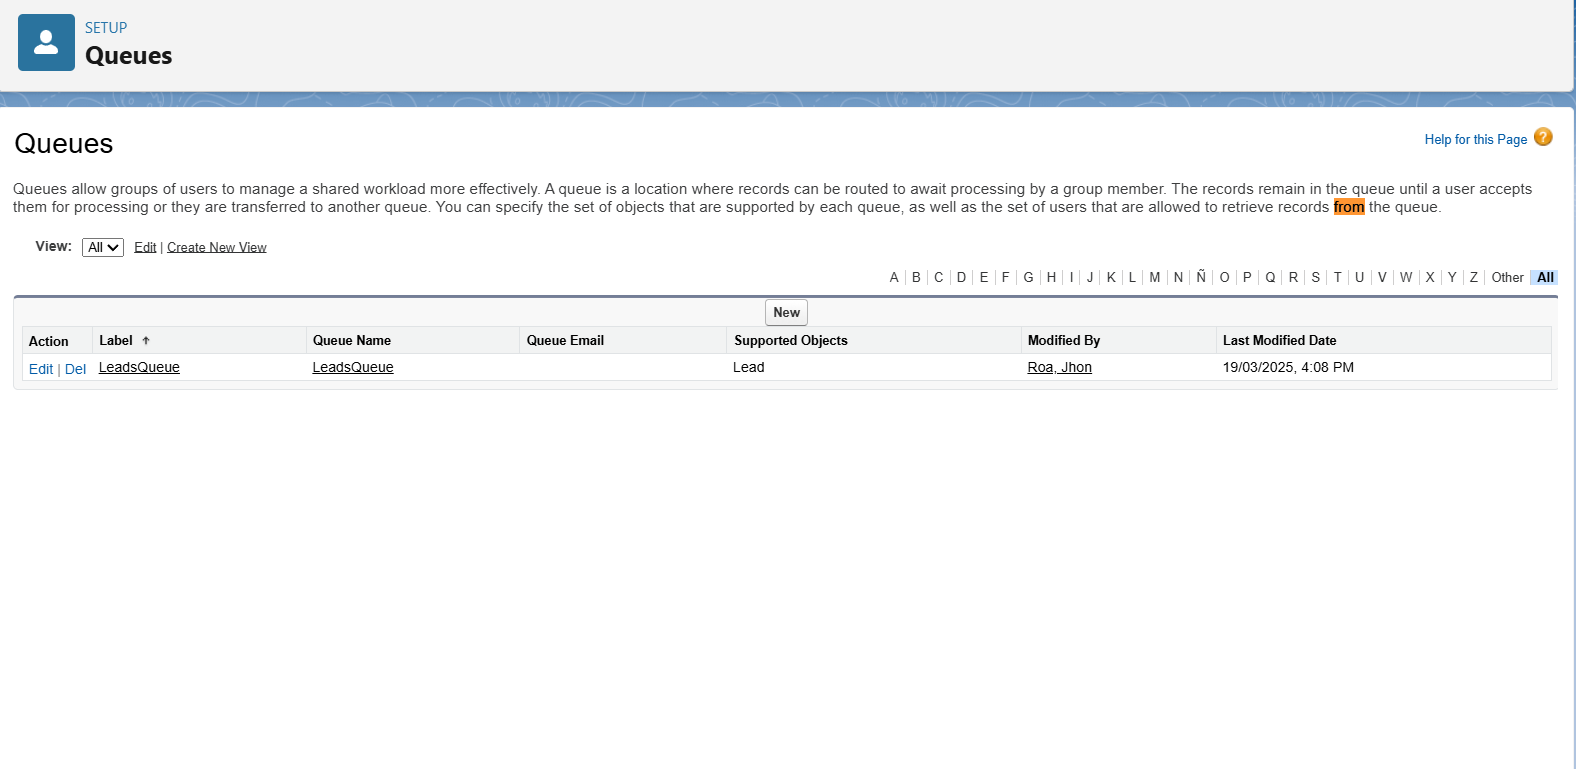 SETUP
Queues
Queues
Help for this Page ?
Queues allow groups of users to manage a shared workload more effectively. A queue is a location where records can be routed to await processing by a group member. The records remain in the queue until a user accepts
them for processing or they are transferred to another queue. You can specify the set of objects that are supported by each queue, as well as the set of users that are allowed to retrieve records from the queue.
View: All Edit | Create New View
A B C D E F G H I J K L M N Ñ O P Q R S T U V W X Y Z Other All
New
Action Label Queue Name Queue Email Supported Objects Modified By Last Modified Date
Edit | Del LeadsQueue LeadsQueue Lead Roa, Jhon 19/03/2025, 4:08 PM